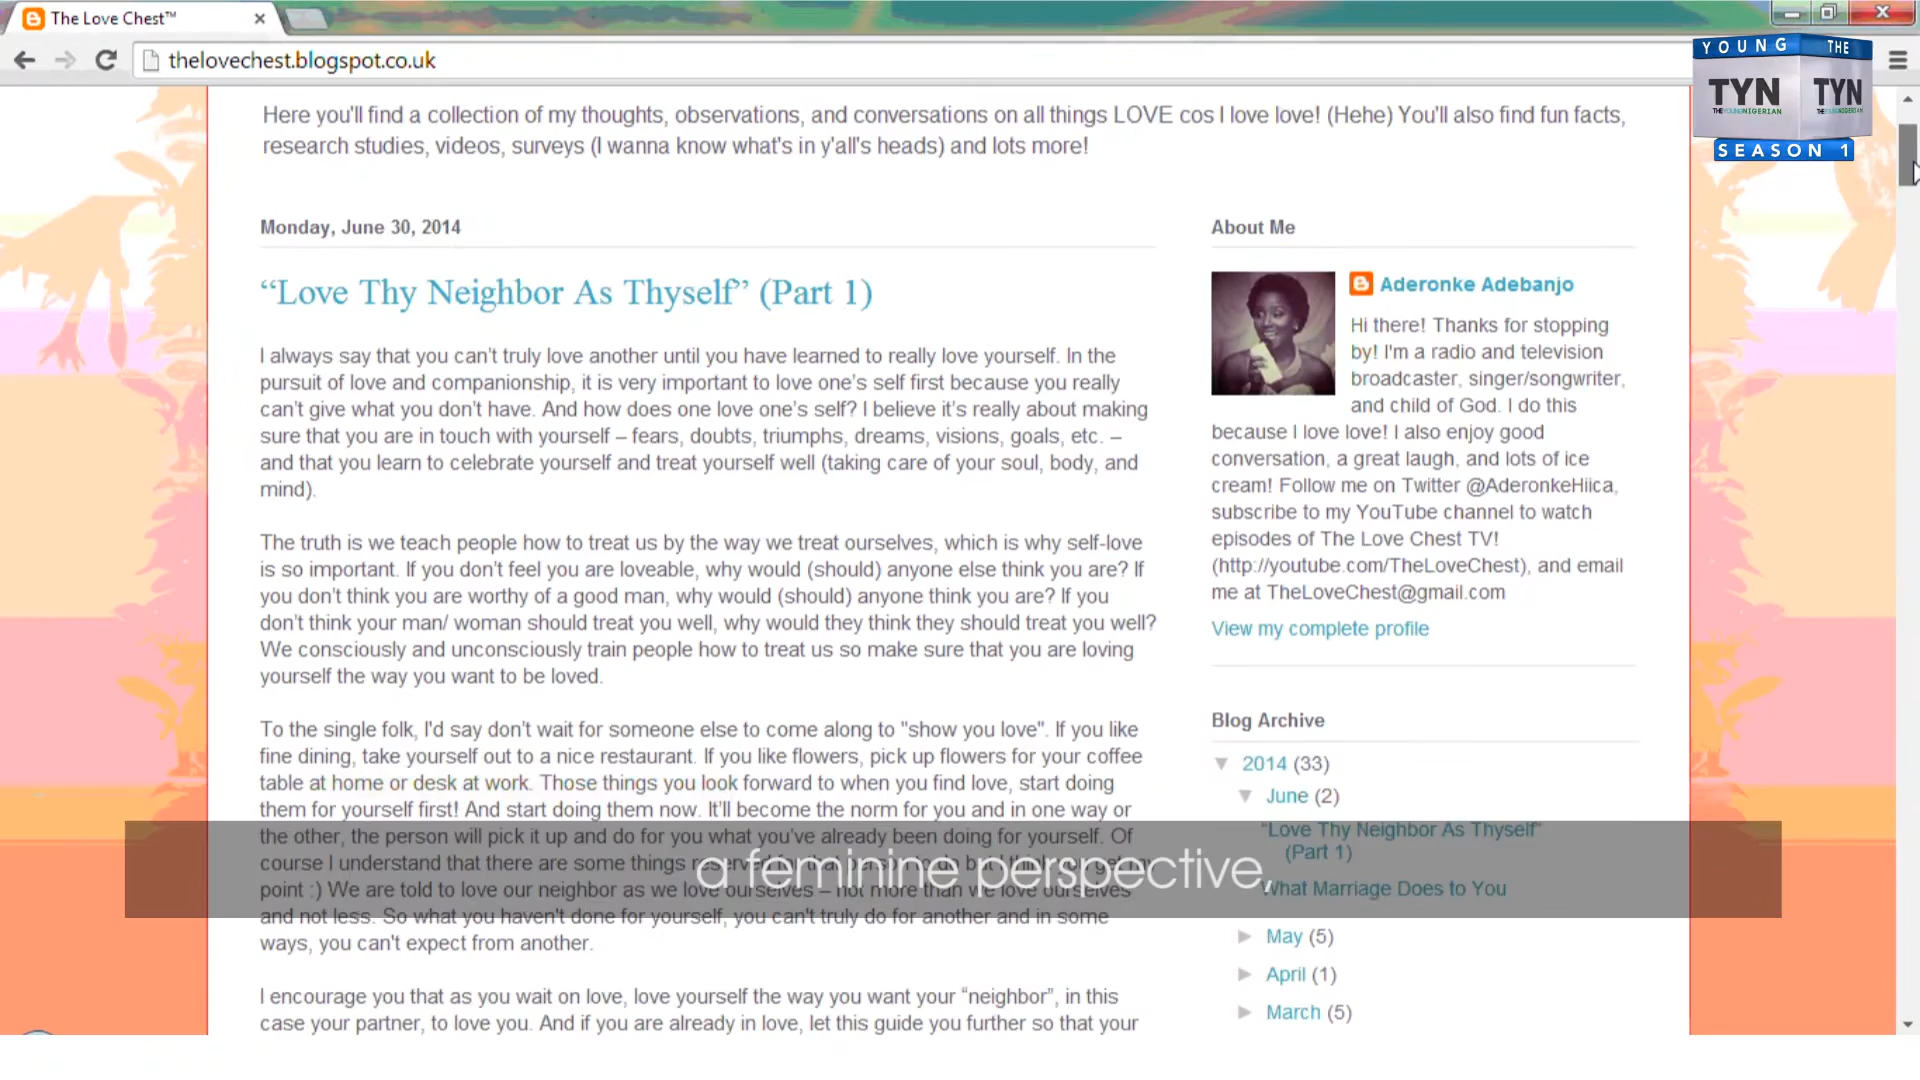 The Love Chest™
thelovechest.blogspot.co.uk
YOUNG THE
TYN TYN
THEYOUNGNIGERIAN
SEASON 1
Here you'll find a collection of my thoughts, observations, and conversations on all things LOVE cos I love love! (Hehe) You'll also find fun facts,
research studies, videos, surveys (I wanna know what's in y'all's heads) and lots more!
Monday, June 30, 2014
“Love Thy Neighbor As Thyself” (Part 1)
I always say that you can’t truly love another until you have learned to really love yourself. In the
pursuit of love and companionship, it is very important to love one’s self first because you really
can’t give what you don’t have. And how does one love one’s self? I believe it’s really about making
sure that you are in touch with yourself – fears, doubts, triumphs, dreams, visions, goals, etc. –
and that you learn to celebrate yourself and treat yourself well (taking care of your soul, body, and
mind).
The truth is we teach people how to treat us by the way we treat ourselves, which is why self-love
is so important. If you don’t feel you are loveable, why would (should) anyone else think you are? If
you don’t think you are worthy of a good man, why would (should) anyone think you are? If you
don’t think your man/ woman should treat you well, why would they think they should treat you well?
We consciously and unconsciously train people how to treat us so make sure that you are loving
yourself the way you want to be loved.
To the single folk, I'd say don’t wait for someone else to come along to "show you love". If you like
fine dining, take yourself out to a nice restaurant. If you like flowers, pick up flowers for your coffee
table at home or desk at work. Those things you look forward to when you find love, start doing
them for yourself first! And start doing them now. It’ll become the norm for you and in one way or
the other, the person will pick it up and do for you what you’ve already been doing for yourself. Of
course I understand that there are some things
point :) We are told to love our neighbor as we love ourselves – not more than we love ourselves
and not less. So what you haven't done for yourself, you can't truly do for another and in some
ways, you can't expect from another.
I encourage you that as you wait on love, love yourself the way you want your “neighbor”, in this
case your partner, to love you. And if you are already in love, let this guide you further so that your
About Me
Aderonke Adebanjo
Hi there! Thanks for stopping
by! I'm a radio and television
broadcaster, singer/songwriter,
and child of God. I do this
because I love love! I also enjoy good
conversation, a great laugh, and lots of ice
cream! Follow me on Twitter @AderonkeHiica,
subscribe to my YouTube channel to watch
episodes of The Love Chest TV!
(http://youtube.com/TheLoveChest), and email
me at TheLoveChest@gmail.com
View my complete profile
Blog Archive
2014 (33)
June (2)
“Love Thy Neighbor As Thyself”
(Part 1)
What Marriage Does to You
May (5)
April (1)
March (5)
a feminine perspective,